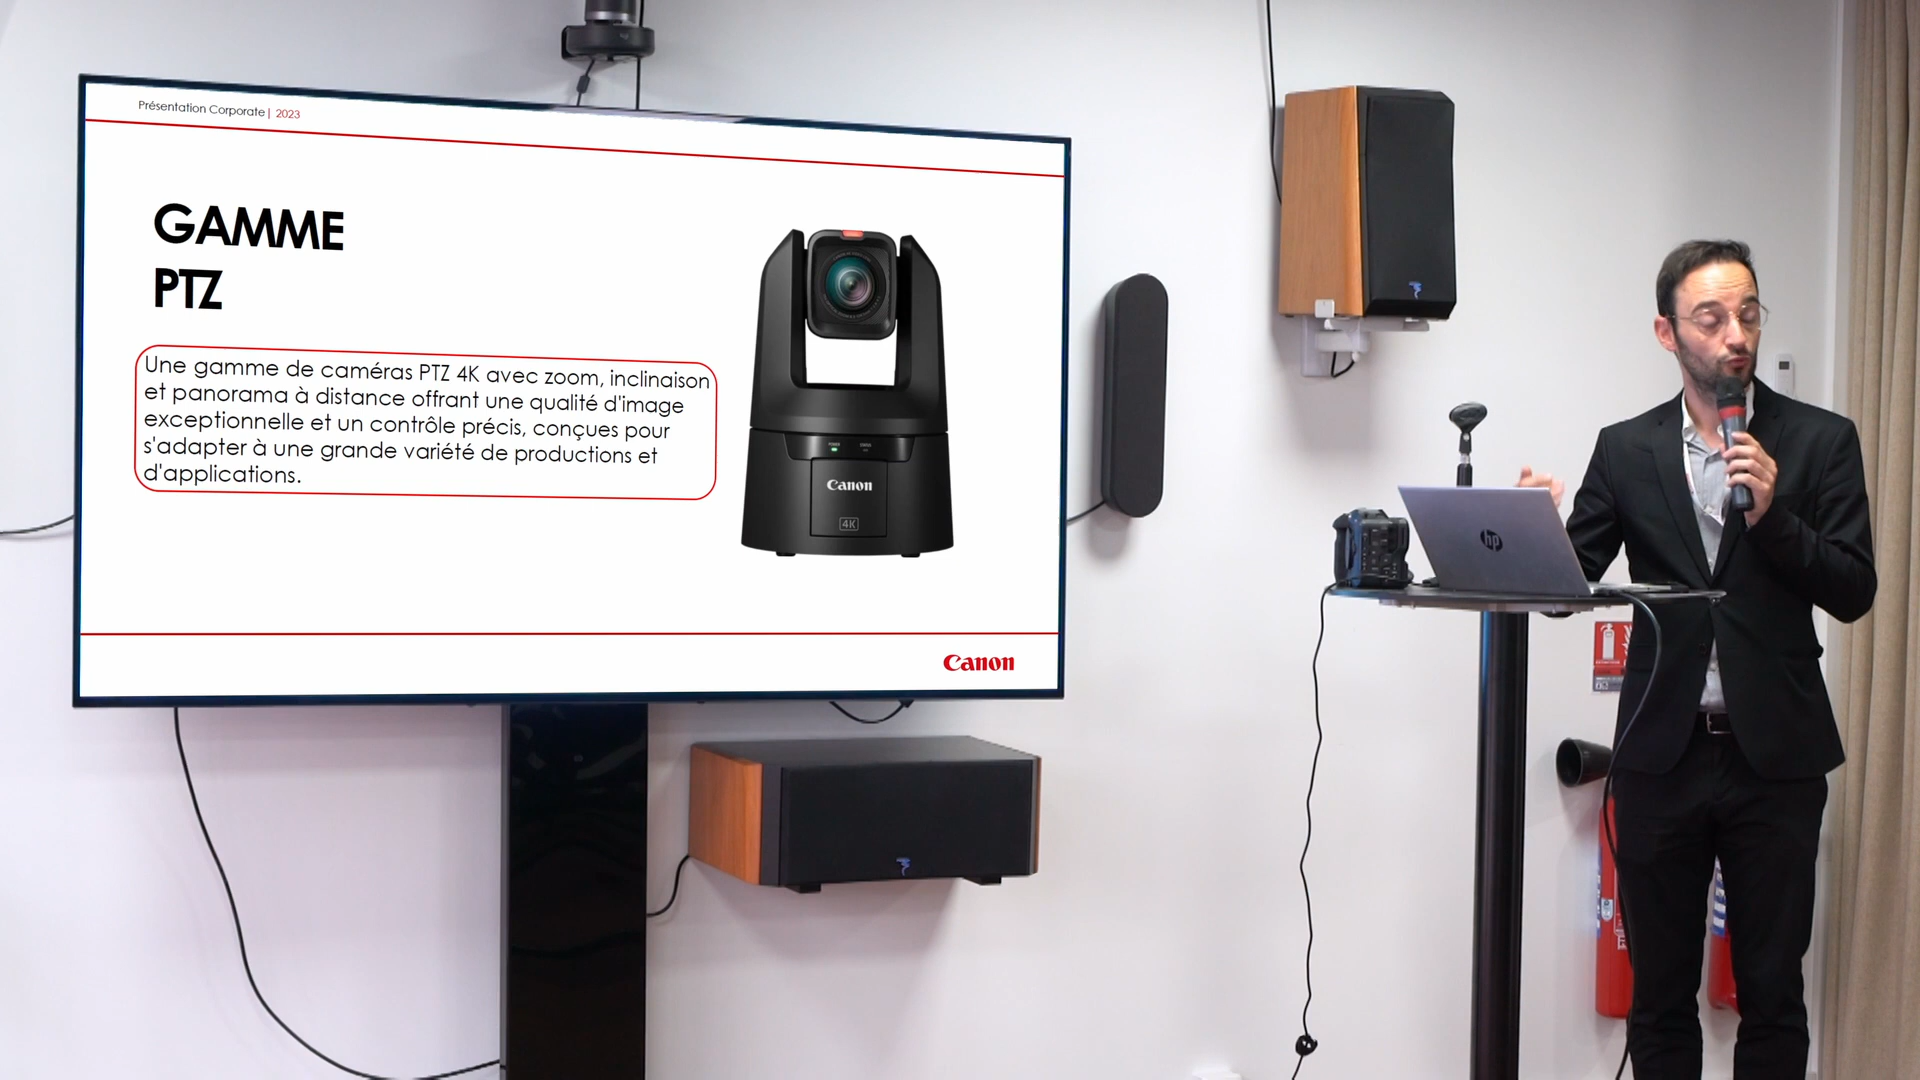 Présentation Corporate | 2023
GAMME
PTZ
Une gamme de caméras PTZ 4K avec zoom, inclinaison
et panorama à distance offrant une qualité d'image
exceptionnelle et un contrôle précis, conçues pour
s'adapter à une grande variété de productions et
d'applications.
POWER
Canon
4K
Canon
hp